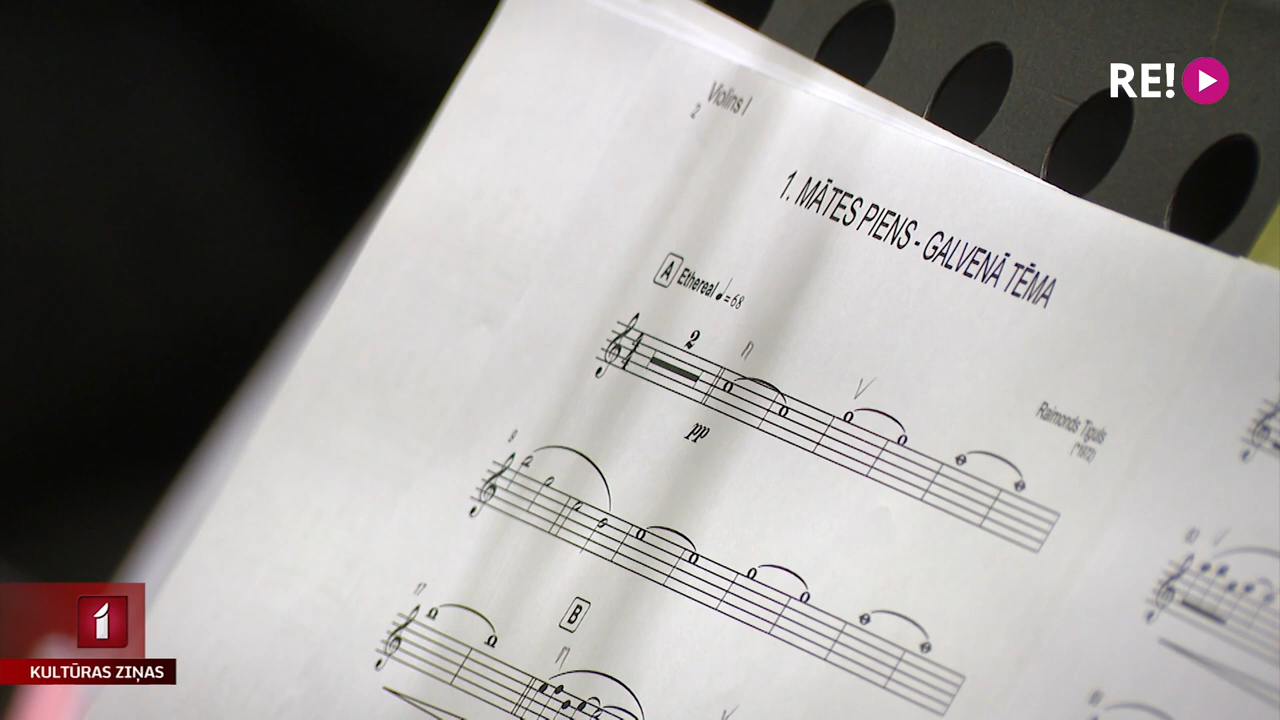 RE!
Violins I
2
1. MĀTES PIENS - GALVENĀ TĒMA
A Ethereal ♩=68
2
pp
Raimonds Tiguls
(*1972)
9
17
B
1
KULTŪRAS ZIŅAS